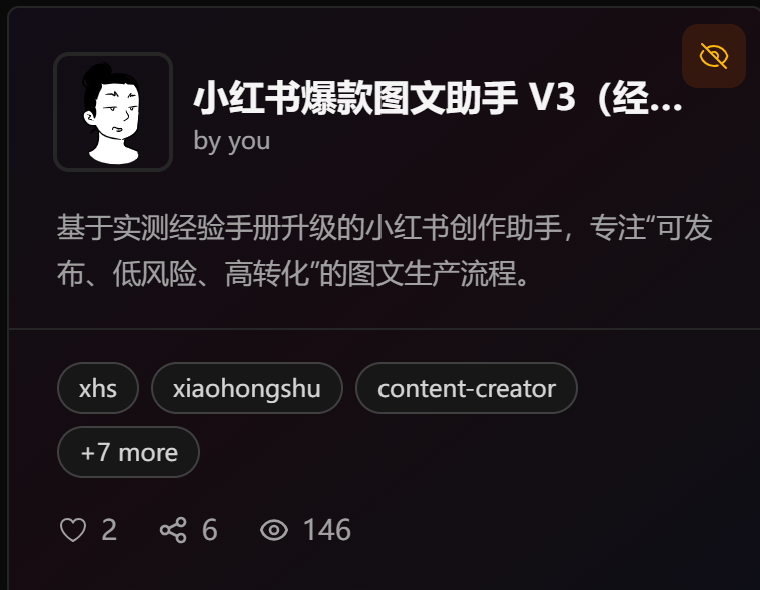 小红书爆款图文助手 V3（经...
by you
基于实测经验手册升级的小红书创作助手，专注“可发
布、低风险、高转化”的图文生产流程。
xhs xiaohongshu content-creator
+7 more
2 6 146